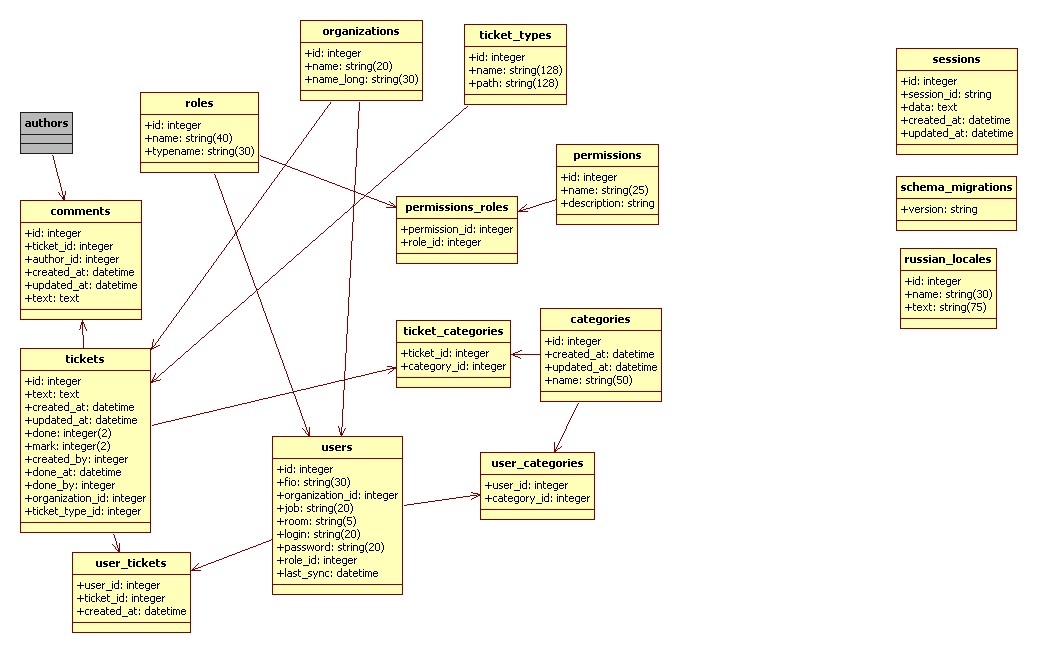 organizations
+id: integer
+name: string(20)
+name_long: string(30)
ticket_types
+id: integer
+name: string(128)
+path: string(128)
sessions
+id: integer
+session_id: string
+data: text
+created_at: datetime
+updated_at: datetime
authors
roles
+id: integer
+name: string(40)
+typename: string(30)
permissions
+id: integer
+name: string(25)
+description: string
schema_migrations
+version: string
comments
+id: integer
+ticket_id: integer
+author_id: integer
+created_at: datetime
+updated_at: datetime
+text: text
permissions_roles
+permission_id: integer
+role_id: integer
russian_locales
+id: integer
+name: string(30)
+text: string(75)
ticket_categories
+ticket_id: integer
+category_id: integer
categories
+id: integer
+created_at: datetime
+updated_at: datetime
+name: string(50)
tickets
+id: integer
+text: text
+created_at: datetime
+updated_at: datetime
+done: integer(2)
+mark: integer(2)
+created_by: integer
+done_at: datetime
+done_by: integer
+organization_id: integer
+ticket_type_id: integer
users
+id: integer
+fio: string(30)
+organization_id: integer
+job: string(20)
+room: string(5)
+login: string(20)
+password: string(20)
+role_id: integer
+last_sync: datetime
user_categories
+user_id: integer
+category_id: integer
user_tickets
+user_id: integer
+ticket_id: integer
+created_at: datetime